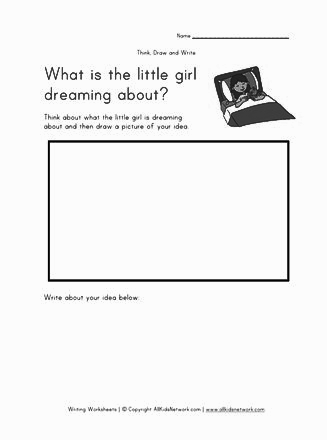 Name
Think, Draw and Write
What is the little girl
dreaming about?
Think about what the little girl is dreaming
about and then draw a picture of your idea.
Write about your idea below:
Writing Worksheets | © Copyright AllKidsNetwork.com | www.allkidsnetwork.com